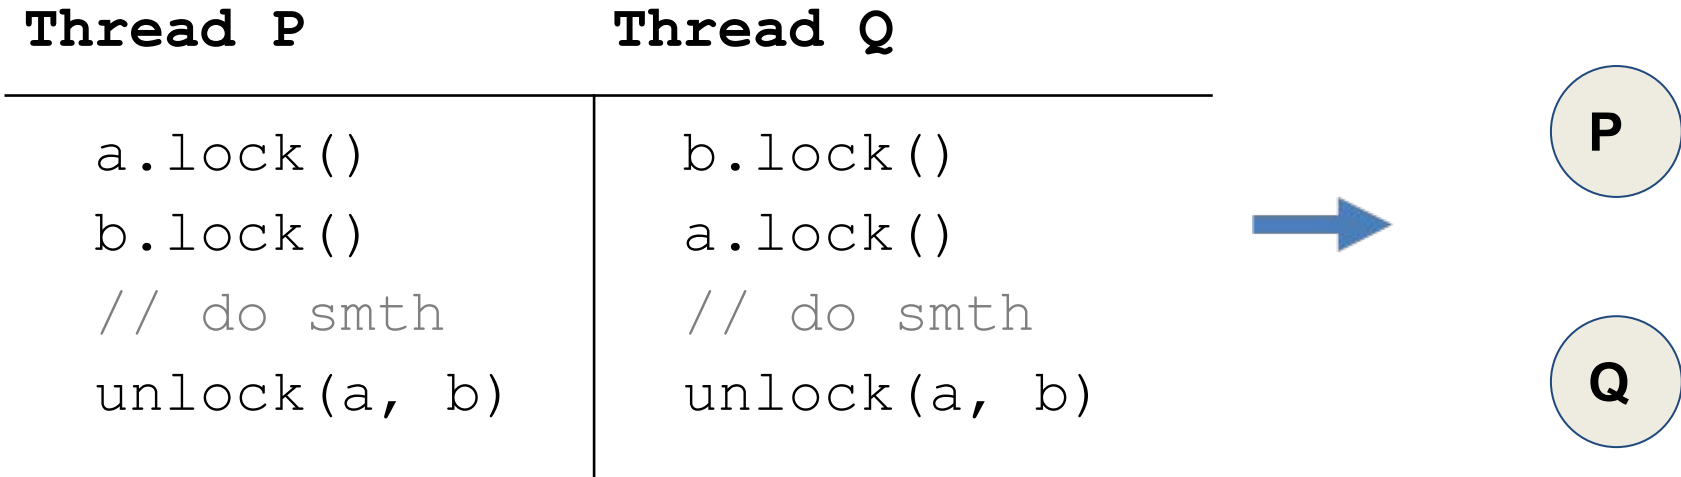 Thread P Thread Q
a.lock() b.lock()
b.lock() a.lock()
// do smth // do smth
unlock(a, b) unlock(a, b)
P
Q